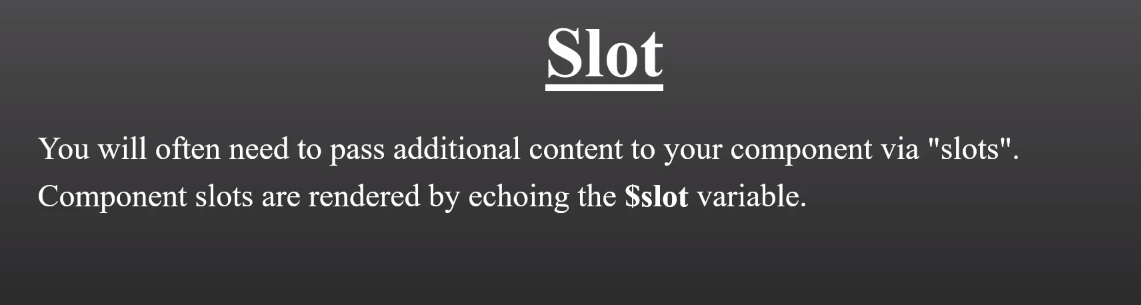 Slot
You will often need to pass additional content to your component via "slots".
Component slots are rendered by echoing the $slot variable.